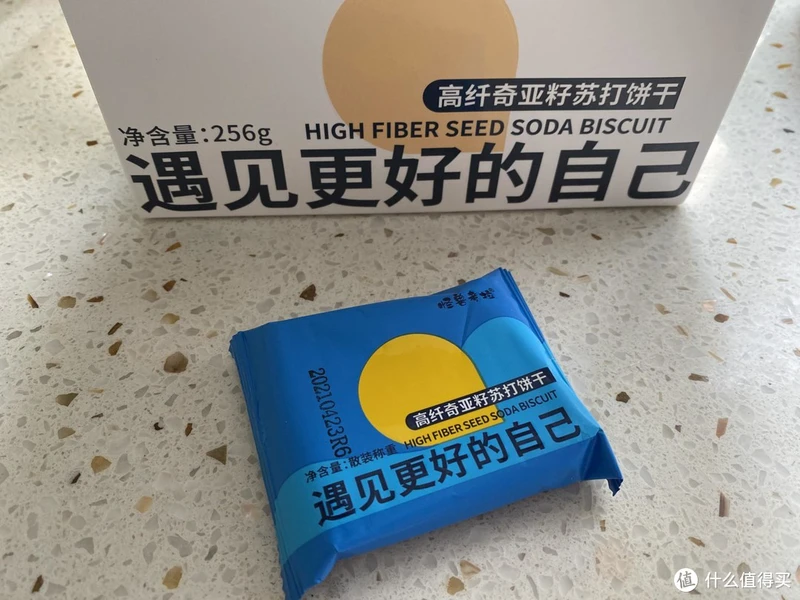 高纤奇亚籽苏打饼干
净含量:256g
HIGH FIBER SEED SODA BISCUIT
遇见更好的自己
20210423R6
高纤奇亚籽苏打饼干
HIGH FIBER SEED SODA BISCUIT
净含量:散装称重
遇见更好的自己
值 什么值得买